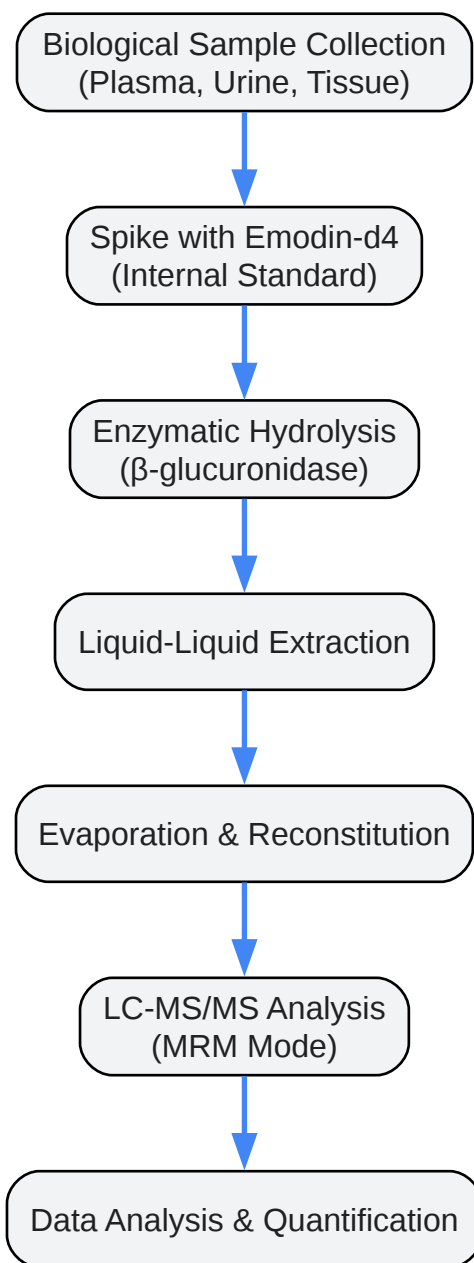 Biological Sample Collection
(Plasma, Urine, Tissue)
Spike with Emodin-d4
(Internal Standard)
Enzymatic Hydrolysis
(β-glucuronidase)
Liquid-Liquid Extraction
Evaporation & Reconstitution
LC-MS/MS Analysis
(MRM Mode)
Data Analysis & Quantification